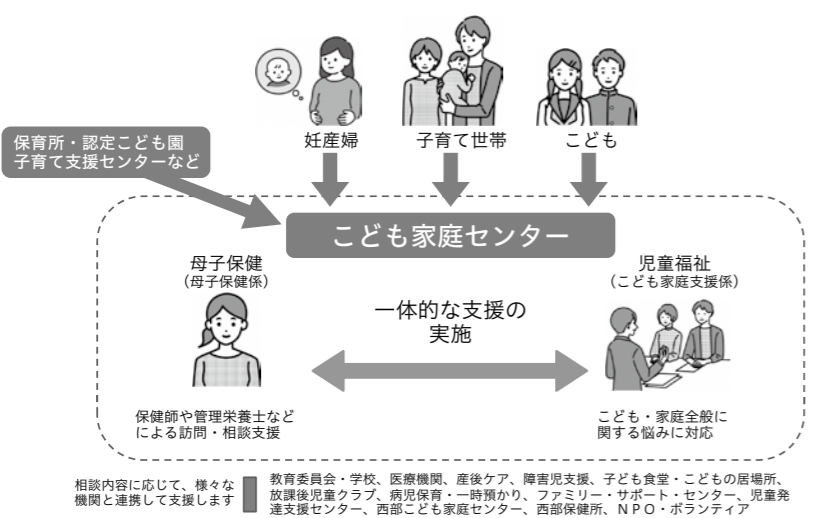 妊産婦
子育て世帯
こども
保育所・認定こども園
子育て支援センターなど
こども家庭センター
母子保健
（母子保健係）
児童福祉
（こども家庭支援係）
一体的な支援の
実施
保健師や管理栄養士など
による訪問・相談支援
こども・家庭全般に
関する悩みに対応
相談内容に応じて、様々な
機関と連携して支援します
教育委員会・学校、医療機関、産後ケア、障害児支援、子ども食堂・こどもの居場所、
放課後児童クラブ、病児保育・一時預かり、ファミリー・サポート・センター、児童発
達支援センター、西部こども家庭センター、西部保健所、ＮＰＯ・ボランティア